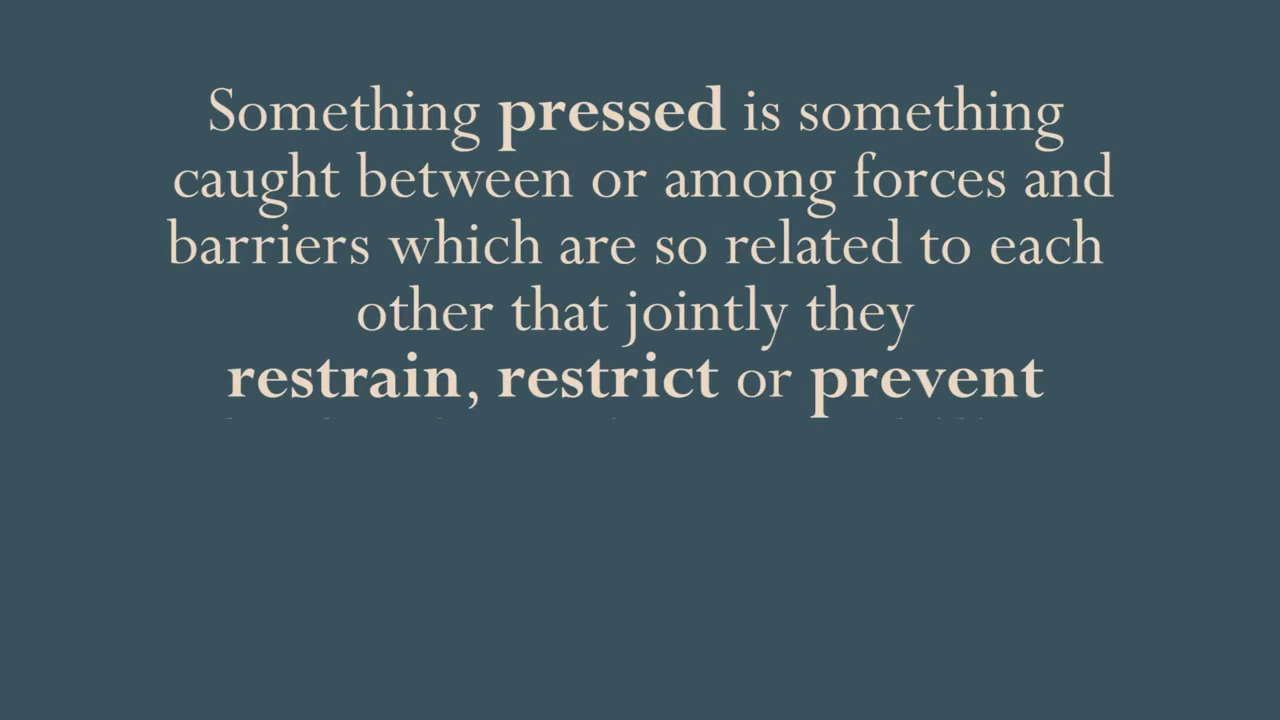 Something pressed is something
caught between or among forces and
barriers which are so related to each
other that jointly they
restrain, restrict or prevent